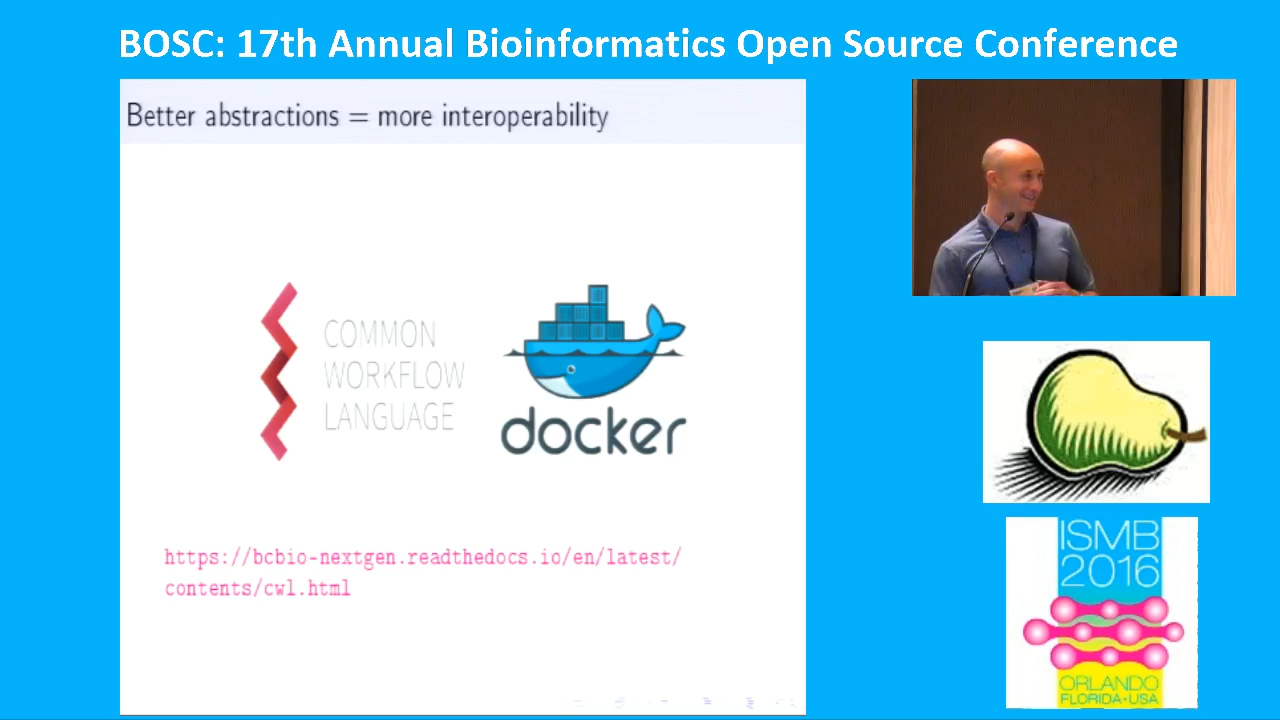 BOSC: 17th Annual Bioinformatics Open Source Conference
Better abstractions = more interoperability
COMMON
WORKFLOW
LANGUAGE
docker
https://bcbio-nextgen.readthedocs.io/en/latest/
contents/cwl.html
ISMB
2016
ORLANDO
FLORIDA•USA